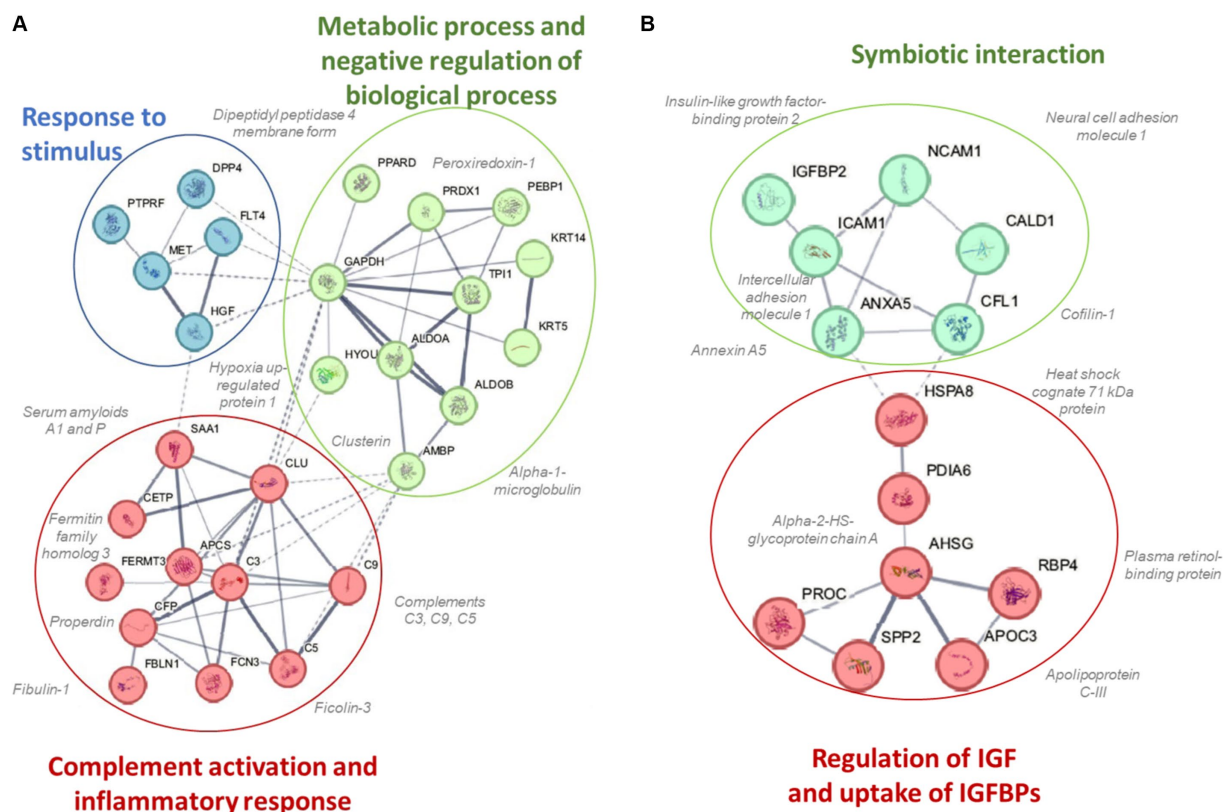 A
Metabolic process and
negative regulation of
biological process
Response to
stimulus
Dipeptidyl peptidase 4
membrane form
DPP4
PTPRF
FLT4
MET
HGF
PPARD
Peroxiredoxin-1
PRDX1
PEBP1
KRT14
GAPDH
TPI1
KRT5
HYOU
ALDOA
ALDOB
AMBP
Hypoxia up-
regulated
protein 1
Clusterin
Alpha-1-
microglobulin
Serum amyloids
A1 and P
SAA1
CLU
CETP
Fermitin
family
homolog 3
FERMT3
APCS
C3
C9
CFP
Properdin
Complements
C3, C9, C5
FBLN1
FCN3
C5
Fibulin-1
Ficolin-3
Complement activation and
inflammatory response
B
Symbiotic interaction
Insulin-like growth factor-
binding protein 2
Neural cell adhesion
molecule 1
NCAM1
IGFBP2
ICAM1
CALD1
Intercellular
adhesion
molecule 1
ANXA5
CFL1
Cofilin-1
Annexin A5
Heat shock
cognate 71 kDa
protein
HSPA8
PDIA6
Alpha-2-HS-
glycoprotein chain A
AHSG
RBP4
Plasma retinol-
binding protein
PROC
SPP2
APOC3
Apolipoprotein
C-III
Regulation of IGF
and uptake of IGFBPs